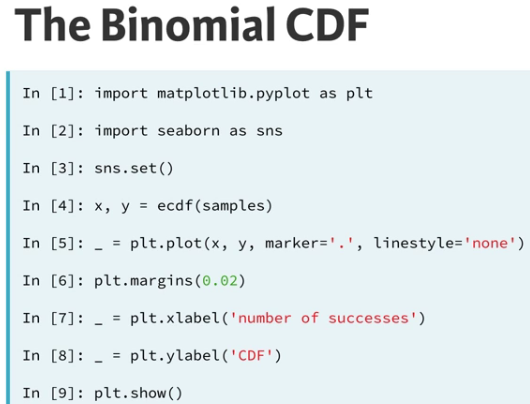 The Binomial CDF
In [1]: import matplotlib.pyplot as plt
In [2]: import seaborn as sns
In [3]: sns.set()
In [4]: x, y = ecdf(samples)
In [5]: _ = plt.plot(x, y, marker='.', linestyle='none')
In [6]: plt.margins(0.02)
In [7]: _ = plt.xlabel('number of successes')
In [8]: _ = plt.ylabel('CDF')
In [9]: plt.show()